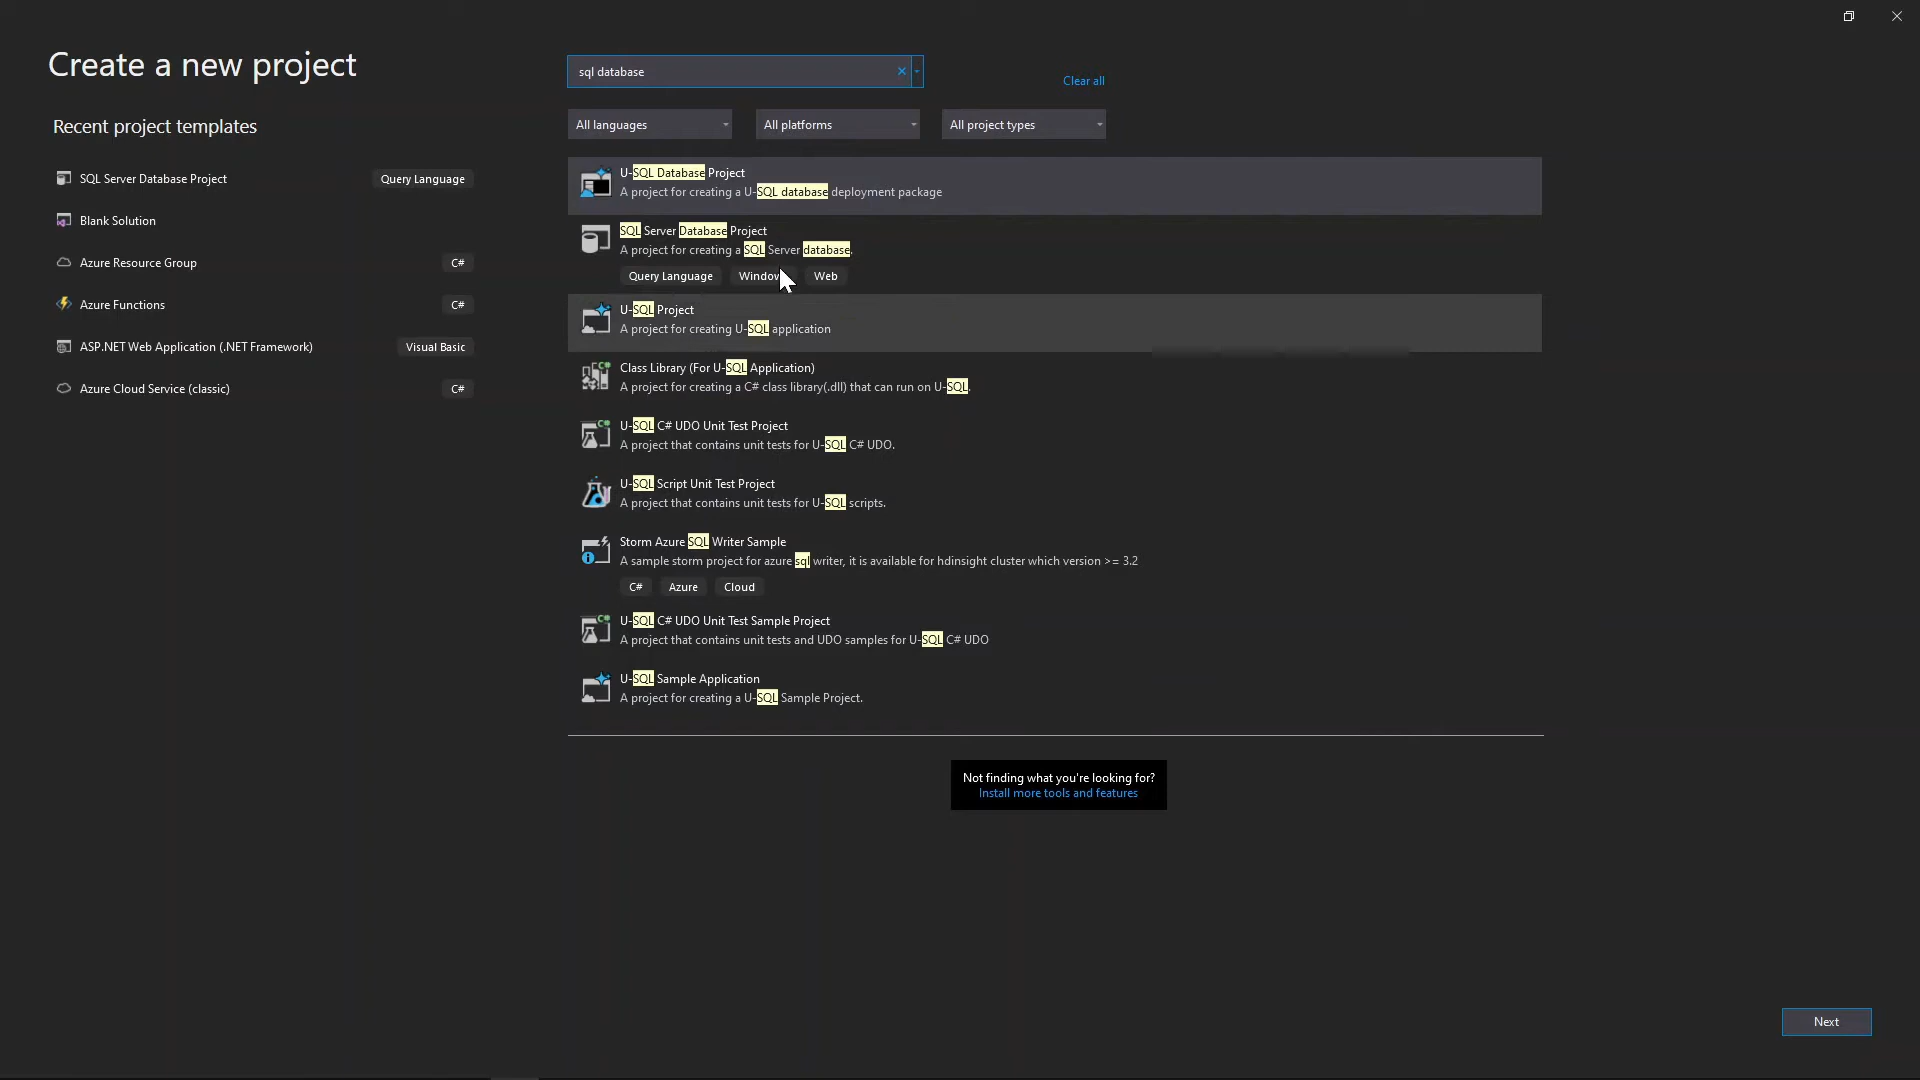 Create a new project
Recent project templates
SQL Server Database Project
Query Language
Blank Solution
Azure Resource Group
C#
Azure Functions
C#
ASP.NET Web Application (.NET Framework)
Visual Basic
Azure Cloud Service (classic)
C#
sql database
Clear all
All languages
All platforms
All project types
U-SQL Database Project
A project for creating a U-SQL database deployment package
SQL Server Database Project
A project for creating a SQL Server database.
Query Language
Window
Web
U-SQL Project
A project for creating U-SQL application
Class Library (For U-SQL Application)
A project for creating a C# class library(.dll) that can run on U-SQL.
U-SQL C# UDO Unit Test Project
A project that contains unit tests for U-SQL C# UDO.
U-SQL Script Unit Test Project
A project that contains unit tests for U-SQL scripts.
Storm Azure SQL Writer Sample
A sample storm project for azure sql writer, it is available for hdinsight cluster which version >= 3.2
C#
Azure
Cloud
U-SQL C# UDO Unit Test Sample Project
A project that contains unit tests and UDO samples for U-SQL C# UDO
U-SQL Sample Application
A project for creating a U-SQL Sample Project.
Not finding what you're looking for?
Install more tools and features
Next